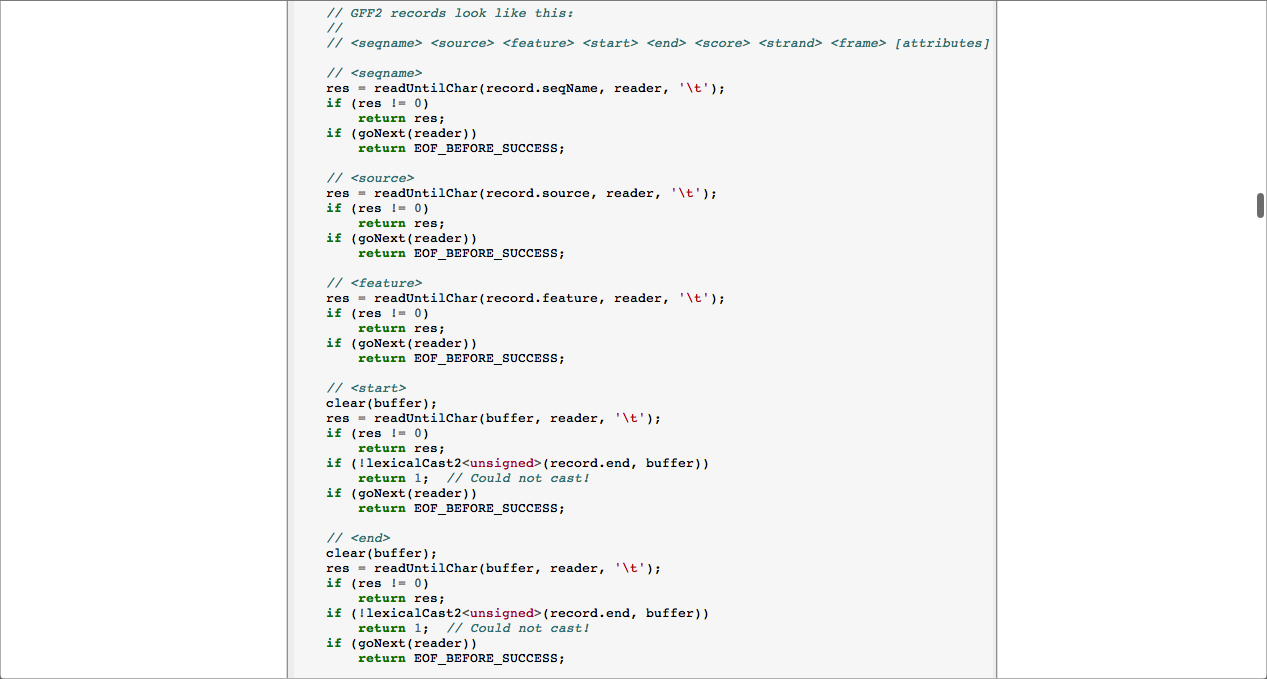 // GFF2 records look like this:
//
// <seqname> <source> <feature> <start> <end> <score> <strand> <frame> [attributes]
// <seqname>
res = readUntilChar(record.seqName, reader, '\t');
if (res != 0)
return res;
if (goNext(reader))
return EOF_BEFORE_SUCCESS;
// <source>
res = readUntilChar(record.source, reader, '\t');
if (res != 0)
return res;
if (goNext(reader))
return EOF_BEFORE_SUCCESS;
// <feature>
res = readUntilChar(record.feature, reader, '\t');
if (res != 0)
return res;
if (goNext(reader))
return EOF_BEFORE_SUCCESS;
// <start>
clear(buffer);
res = readUntilChar(buffer, reader, '\t');
if (res != 0)
return res;
if (!lexicalCast2<unsigned>(record.end, buffer))
return 1;  // Could not cast!
if (goNext(reader))
return EOF_BEFORE_SUCCESS;
// <end>
clear(buffer);
res = readUntilChar(buffer, reader, '\t');
if (res != 0)
return res;
if (!lexicalCast2<unsigned>(record.end, buffer))
return 1;  // Could not cast!
if (goNext(reader))
return EOF_BEFORE_SUCCESS;